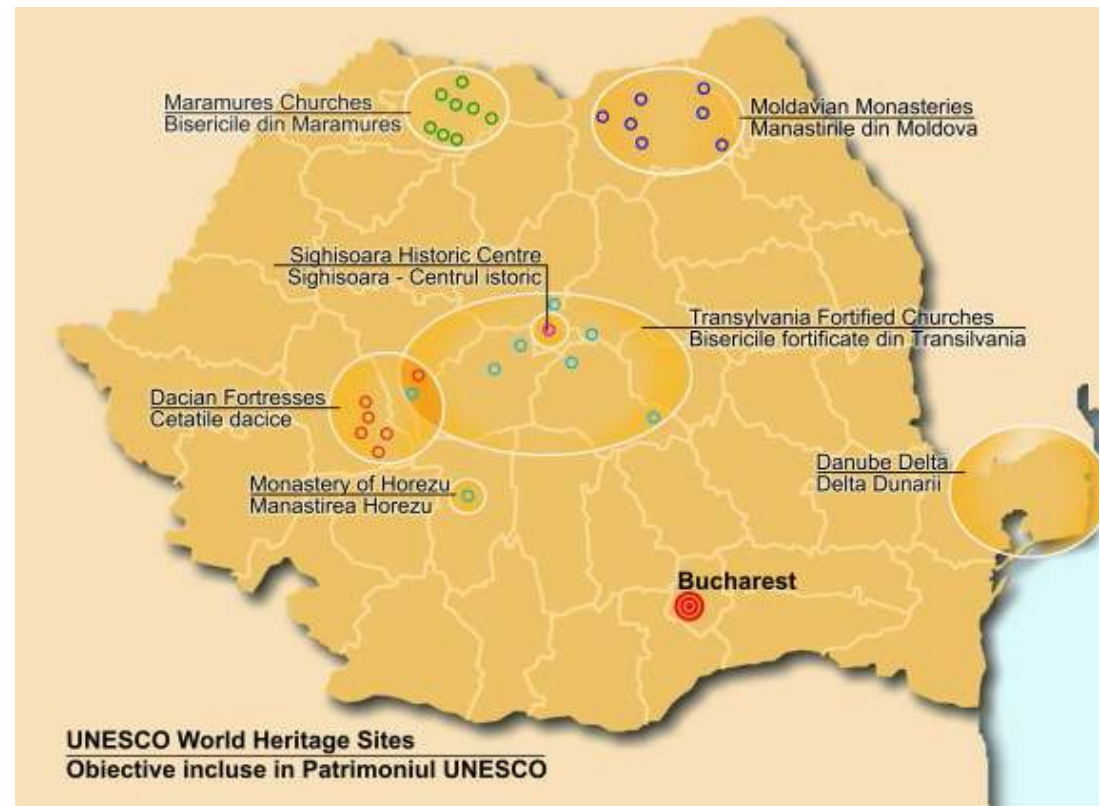 Maramures Churches
Bisericile din Maramures
Moldavian Monasteries
Manastirile din Moldova
Sighisoara Historic Centre
Sighisoara - Centrul istoric
Transylvania Fortified Churches
Bisericile fortificate din Transilvania
Dacian Fortresses
Cetatile dacice
Monastery of Horezu
Manastirea Horezu
Danube Delta
Delta Dunarii
Bucharest
UNESCO World Heritage Sites
Obiective incluse in Patrimoniul UNESCO